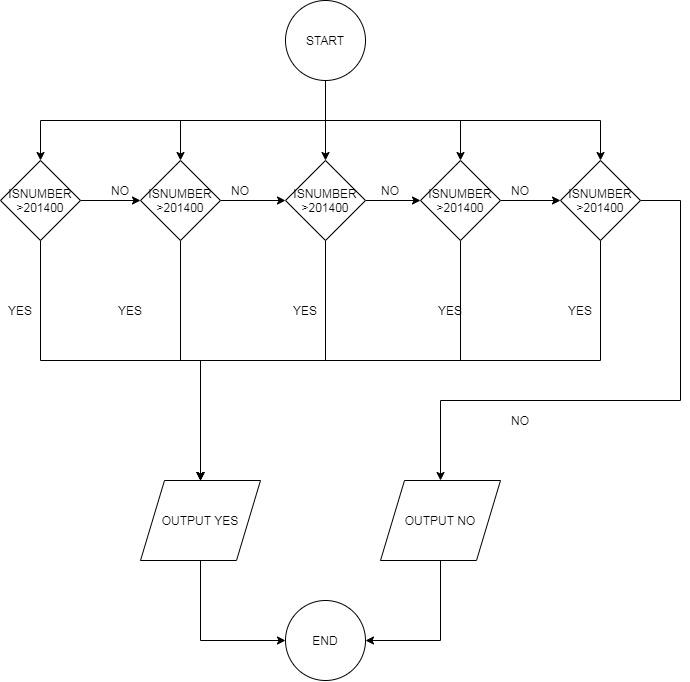 START
ISNUMBER
>201400
NO
ISNUMBER
>201400
NO
ISNUMBER
>201400
NO
ISNUMBER
>201400
NO
ISNUMBER
>201400
YES
YES
YES
YES
YES
NO
OUTPUT YES
OUTPUT NO
END